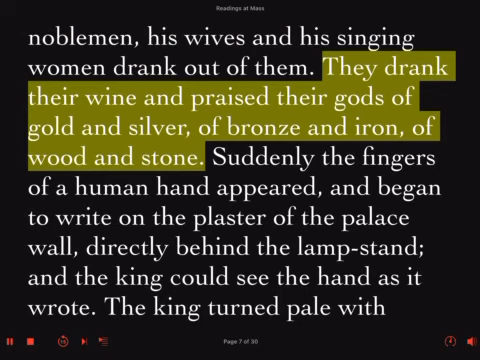 Readings at Mass
noblemen, his wives and his singing
women drank out of them. They drank
their wine and praised their gods of
gold and silver, of bronze and iron, of
wood and stone. Suddenly the fingers
of a human hand appeared, and began
to write on the plaster of the palace
wall, directly behind the lamp-stand;
and the king could see the hand as it
wrote. The king turned pale with
Page 7 of 30